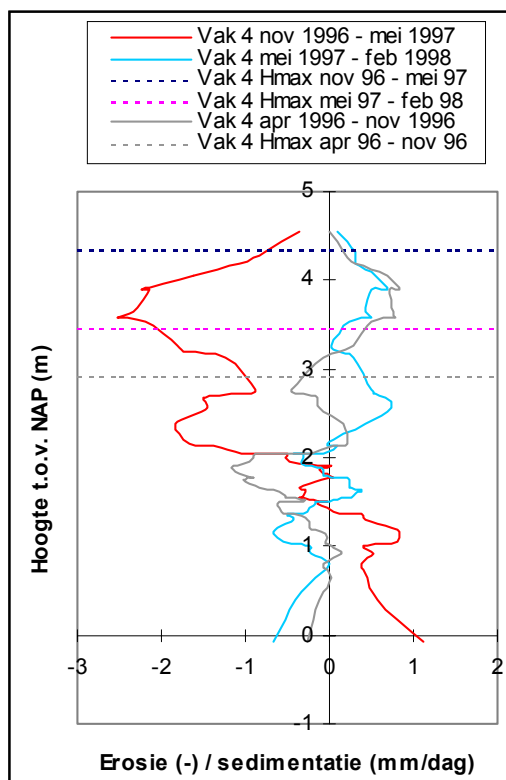 Vak 4 nov 1996 - mei 1997
Vak 4 mei 1997 - feb 1998
Vak 4 Hmax nov 96 - mei 97
Vak 4 Hmax mei 97 - feb 98
Vak 4 apr 1996 - nov 1996
Vak 4 Hmax apr 96 - nov 96
Hoogte t.o.v. NAP (m)
5
4
3
2
1
0
-1
-3
-2
-1
0
1
2
Erosie (-) / sedimentatie (mm/dag)